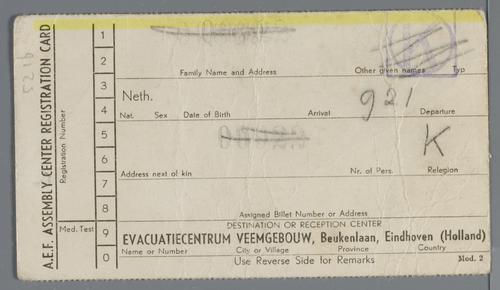 A.E.F. ASSEMBLY CENTER REGISTRATION CARD
Registration Number
Med. Test
1
2
3
4
5
6
7
8
9
0
Family Name and Address Other given names Typ
Neth. 921
Nat. Sex Date of Birth Arrival Departure
K
Address next of kin Nr. of Pers. Relegion
Assigned Billet Number or Address
DESTINATION OR RECEPTION CENTER
EVACUATIECENTRUM VEEMGEBOUW, Beukenlaan, Eindhoven (Holland)
Name or Number City or Village Province Country
Use Reverse Side for Remarks Mod. 2